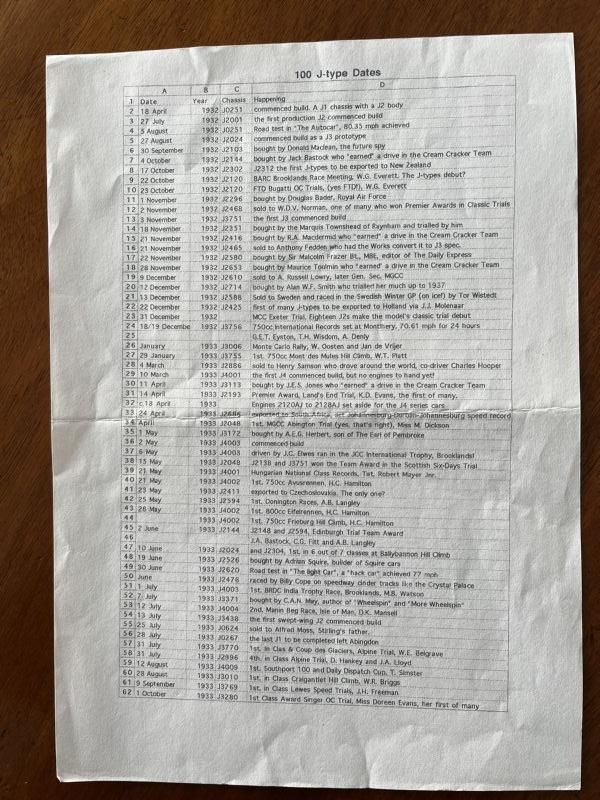 100 J-type Dates
A B C D
1 Date Year Chassis Happening
2 18 April 1932 J0251 commenced build. A J1 chassis with a J2 body
3 27 July 1932 J2001 the first production J2 commenced build
4 5 August 1932 J0251 Road test in "The Autocar", 80.35 mph achieved
5 27 August 1932 J2024 commenced build as a J3 prototype
6 30 September 1932 J2103 bought by Donald Maclean, the future spy
7 4 October 1932 J2144 bought by Jack Bastock who "earned" a drive in the Cream Cracker Team
8 17 October 1932 J2302 J2312 the first J-types to be exported to New Zealand
9 22 October 1932 J2120 BARC Brooklands Race Meeting, W.G. Everett. The J-types debut?
10 23 October 1932 J2120 FTD Bugatti OC Trials, (yes FTD!), W.G. Everett
11 1 November 1932 J2296 bought by Douglas Bader, Royal Air Force
12 2 November 1932 J2468 sold to W.D.V. Norman, one of many who won Premier Awards in Classic Trials
13 3 November 1932 J3751 the first J3 commenced build
14 18 November 1932 J2351 bought by the Marquis Townshead of Raynham and trialled by him
15 21 November 1932 J2416 bought by R.A. Macdermid who "earned" a drive in the Cream Cracker Team
16 21 November 1932 J2465 sold to Anthony Fedden who had the Works convert it to J3 spec.
17 22 November 1932 J2580 bought by Sir Malcolm Frazer Bt., MBE, editor of The Daily Express
18 28 November 1932 J2653 bought by Maurice Toulmin who "earned" a drive in the Cream Cracker Team
19 9 December 1932 J2610 sold to A. Russell Lowry, later Gen. Sec. MGCC
20 12 December 1932 J2714 bought by Alan W.F. Smith who trialled her much up to 1937
21 13 December 1932 J2588 Sold to Sweden and raced in the Swedish Winter GP (on ice!) by Tor Wistedt
22 22 December 1932 J2425 first of many J-types to be exported to Holland via J.J. Molenaar
23 31 December 1932 MCC Exeter Trial, Eighteen J2s make the model's classic trial debut
24 18/19 Decembe 1932 J3756 750cc International Records set at Montlhery, 70.61 mph for 24 hours
25 G.E.T. Eyston, T.H. Wisdom, A. Denly
26 January 1933 J3006 Monte Carlo Rally, W. Oosten and Jan de Vrijer
27 29 January 1933 J3755 1st. 750cc Mont des Mules Hill Climb, W.T. Platt
28 4 March 1933 J2886 sold to Henry Samson who drove around the world, co-driver Charles Hooper
29 10 March 1933 J4001 the first J4 commenced build, but no engines to hand yet!
30 11 April 1933 J3113 bought by J.E.S. Jones who "earned" a drive in the Cream Cracker Team
31 14 April 1933 J2193 Premier Award, Land's End Trial, K.D. Evans, the first of many.
32 c.18 April 1933 Engines 2120AJ to 2128AJ set aside for the J4 series cars
33 24 April 1933 J2686 exported to South Africa, set Johannesburg-Durban-Johannesburg speed record
34 April 1933 J2048 1st. MGCC Abington Trial (yes, that's right), Miss M. Dickson
35 1 May 1933 J3172 bought by A.E.G. Herbert, son of The Earl of Pembroke
36 2 May 1933 J4003 commenced build
37 6 May 1933 J4003 driven by J.C. Elwes ran in the JCC International Trophy, Brooklands!
38 15 May 1933 J2048 J2138 and J3751 won the Team Award in the Scottish Six-Days Trial
39 21 May 1933 J4001 Hungarian National Class Records, Tat, Robert Mayer Jnr.
40 21 May 1933 J4002 1st. 750cc Avusrennen, H.C. Hamilton
41 23 May 1933 J2411 exported to Czechoslovakia. The only one?
42 25 May 1933 J2594 1st. Donington Races, A.B. Langley
43 28 May 1933 J4002 1st. 800cc Eifelrennen, H.C. Hamilton
44 J4002 1st. 750cc Frieburg Hill Climb, H.C. Hamilton
45 2 June 1933 J2144 J2148 and J2594, Edinburgh Trial Team Award
46 J.A. Bastock, C.G. Fitt and A.B. Langley
47 10 June 1933 J2024 and J2304, 1st. in 6 out of 7 classes at Ballybannon Hill Climb
48 19 June 1933 J2526 bought by Adrian Squire, builder of Squire cars
49 30 June 1933 J2620 Road test in "The light Car", a "hack car" achieved 77 mph
50 June 1933 J2478 raced by Billy Cope on speedway cinder tracks like the Crystal Palace
51 1 July 1933 J4003 1st. BRDC India Trophy Race, Brooklands, M.B. Watson
52 7 July 1933 J3371 bought by C.A.N. May, author of "Wheelspin" and "More Wheelspin"
53 12 July 1933 J4004 2nd. Manin Beg Race, Isle of Man, D.K. Mansell
54 13 July 1933 J3438 the first swept-wing J2 commenced build
55 25 July 1933 J0624 sold to Alfred Moss, Stirling's father.
56 28 July 1933 J0267 the last J1 to be completed left Abingdon
57 31 July 1933 J3770 1st. in Clas & Coup des Glaciers, Alpine Trial, W.E. Belgrave
58 31 July 1933 J2996 4th. in Class Alpine Trial, D. Hankey and J.A. Lloyd
59 12 August 1933 J4009 1st. Southport 100 and Daily Dispatch Cup, T. Simister
60 28 August 1933 J3010 1st. in Class Craigantlet Hill Climb, W.R. Briggs
61 9 September 1933 J3769 1st. in Class Lewes Speed Trials, J.H. Freeman
62 1 October 1933 J3280 1st Class Award Singer OC Trial, Miss Doreen Evans, her first of many